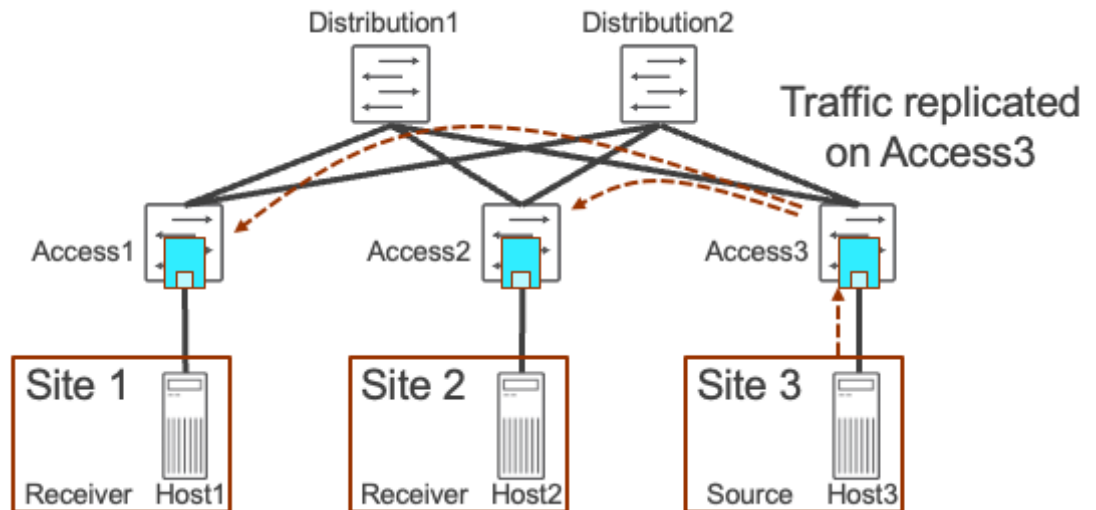 Distribution1
Distribution2
Traffic replicated
on Access3
Access1
Access2
Access3
Site 1
Site 2
Site 3
Receiver Host1
Receiver Host2
Source Host3